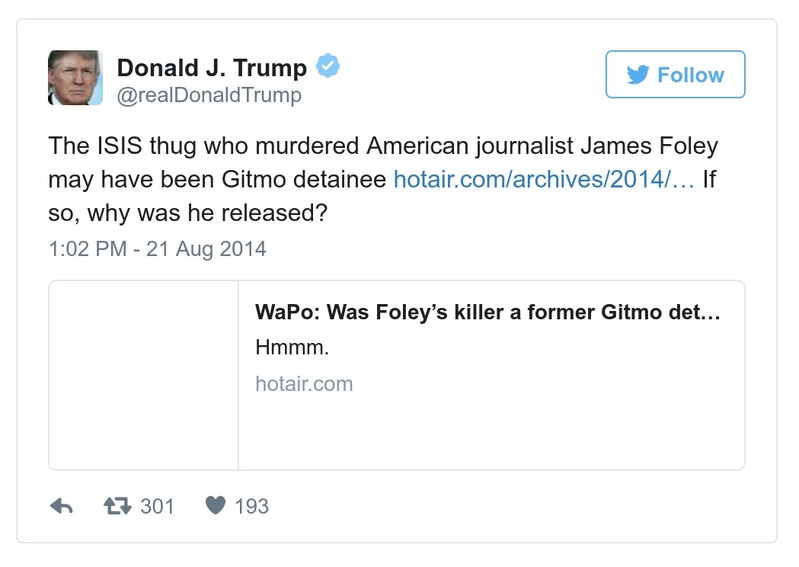 Donald J. Trump
@realDonaldTrump
Follow
The ISIS thug who murdered American journalist James Foley
may have been Gitmo detainee hotair.com/archives/2014/… If
so, why was he released?
1:02 PM - 21 Aug 2014
WaPo: Was Foley’s killer a former Gitmo det…
Hmmm.
hotair.com
301 193